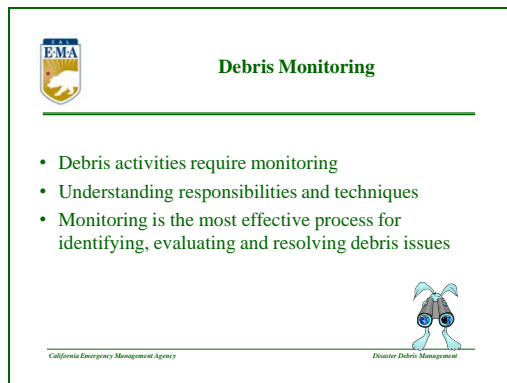 CAL
E·M·A
Debris Monitoring
• Debris activities require monitoring
• Understanding responsibilities and techniques
• Monitoring is the most effective process for
identifying, evaluating and resolving debris issues
California Emergency Management Agency
Disaster Debris Management